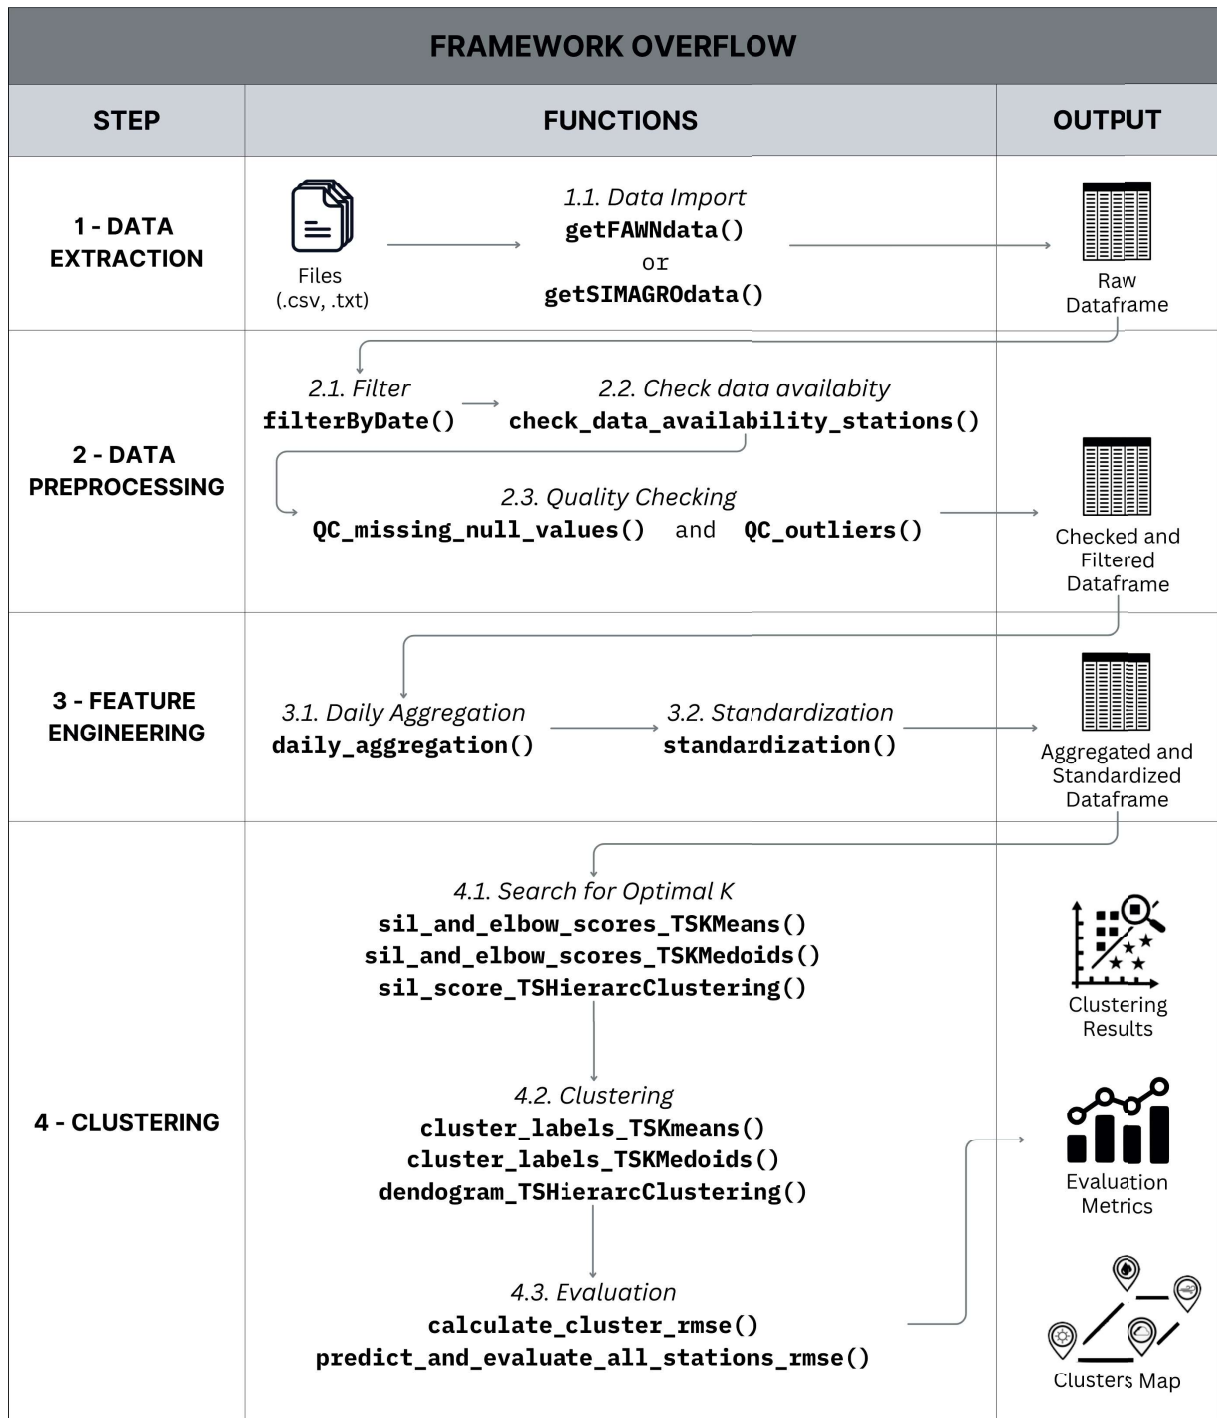 FRAMEWORK OVERFLOW
STEP
FUNCTIONS
OUTPUT
1 - DATA
EXTRACTION
Files
(.csv, .txt)
1.1. Data Import
getFAWNdata()
or
getSIMAGROdata()
Raw
Dataframe
2 - DATA
PREPROCESSING
2.1. Filter
filterByDate()
2.2. Check data availabity
check_data_availability_stations()
2.3. Quality Checking
QC_missing_null_values() and QC_outliers()
Checked and
Filtered
Dataframe
3 - FEATURE
ENGINEERING
3.1. Daily Aggregation
daily_aggregation()
3.2. Standardization
standardization()
Aggregated and
Standardized
Dataframe
4 - CLUSTERING
4.1. Search for Optimal K
sil_and_elbow_scores_TSKMeans()
sil_and_elbow_scores_TSKMedoids()
sil_score_TSHierarcClustering()
4.2. Clustering
cluster_labels_TSKmeans()
cluster_labels_TSKMedoids()
dendogram_TSHierarcClustering()
4.3. Evaluation
calculate_cluster_rmse()
predict_and_evaluate_all_stations_rmse()
Clustering
Results
Evaluation
Metrics
Clusters Map